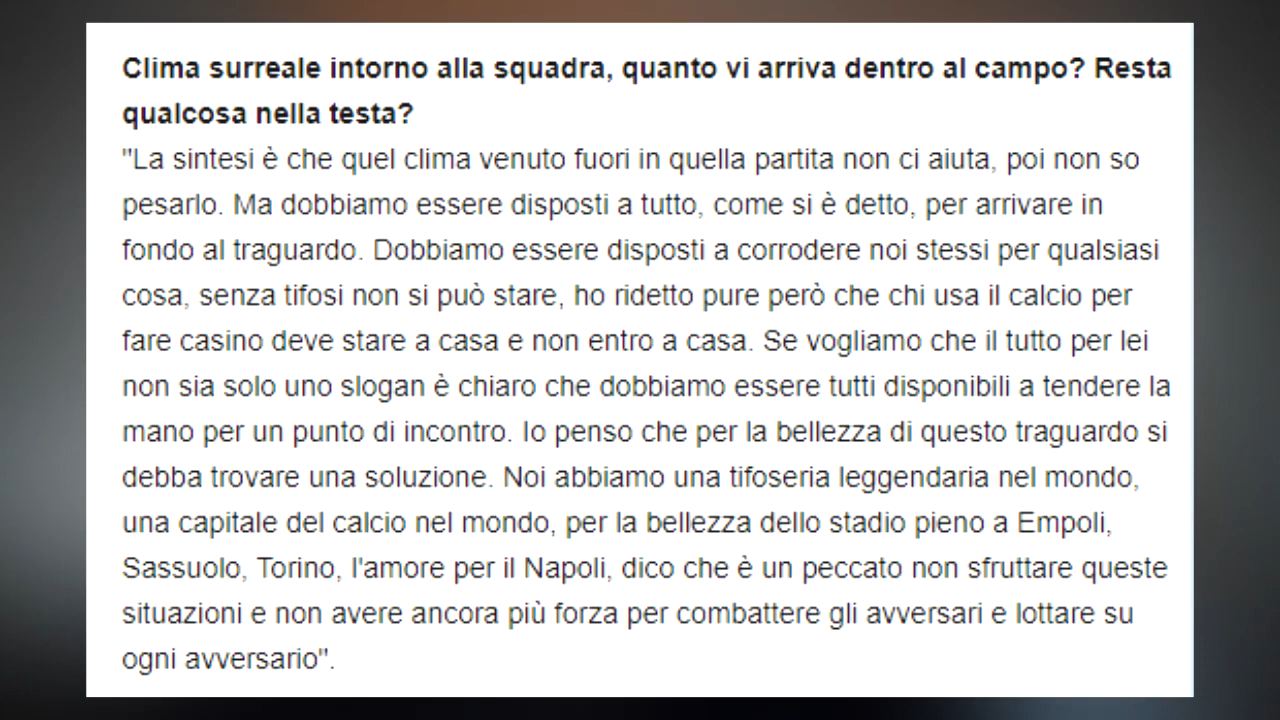 Clima surreale intorno alla squadra, quanto vi arriva dentro al campo? Resta
qualcosa nella testa?
"La sintesi è che quel clima venuto fuori in quella partita non ci aiuta, poi non so
pesarlo. Ma dobbiamo essere disposti a tutto, come si è detto, per arrivare in
fondo al traguardo. Dobbiamo essere disposti a corrodere noi stessi per qualsiasi
cosa, senza tifosi non si può stare, ho ridetto pure però che chi usa il calcio per
fare casino deve stare a casa e non entro a casa. Se vogliamo che il tutto per lei
non sia solo uno slogan è chiaro che dobbiamo essere tutti disponibili a tendere la
mano per un punto di incontro. Io penso che per la bellezza di questo traguardo si
debba trovare una soluzione. Noi abbiamo una tifoseria leggendaria nel mondo,
una capitale del calcio nel mondo, per la bellezza dello stadio pieno a Empoli,
Sassuolo, Torino, l'amore per il Napoli, dico che è un peccato non sfruttare queste
situazioni e non avere ancora più forza per combattere gli avversari e lottare su
ogni avversario".